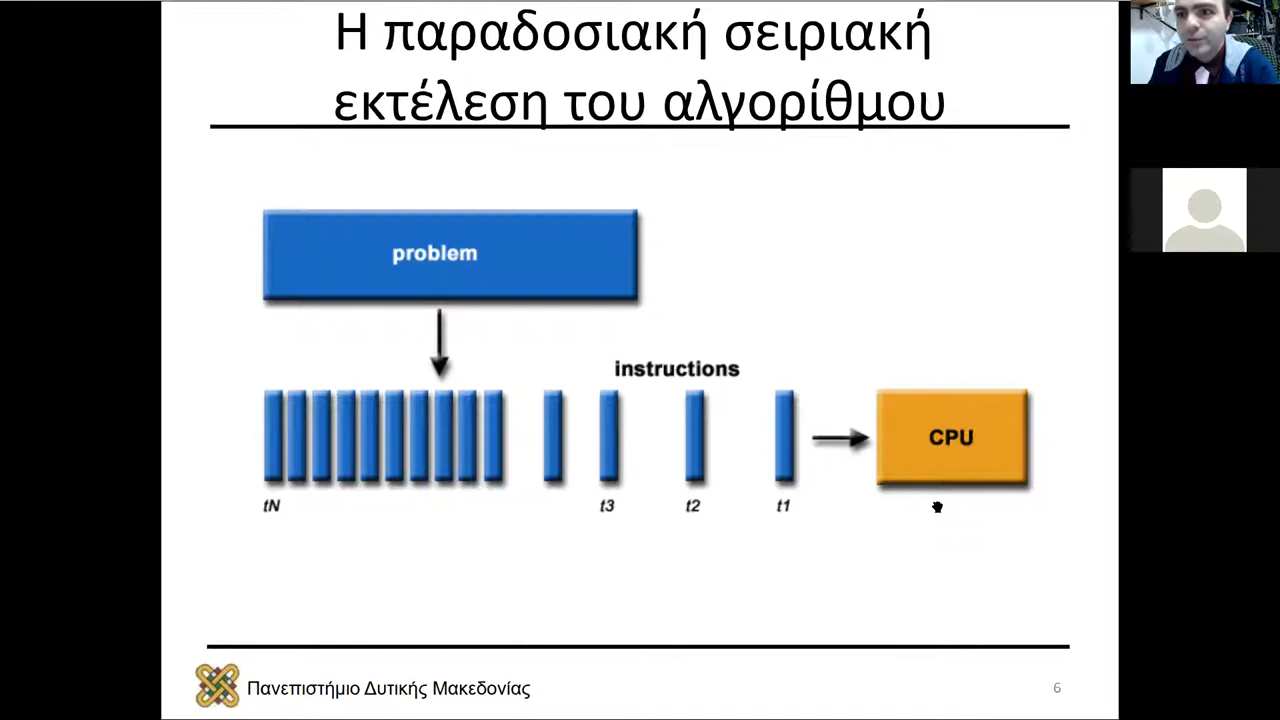 Η παραδοσιακή σειριακή
εκτέλεση του αλγορίθμου
problem
instructions
CPU
tN
t3
t2
t1
Πανεπιστήμιο Δυτικής Μακεδονίας
6